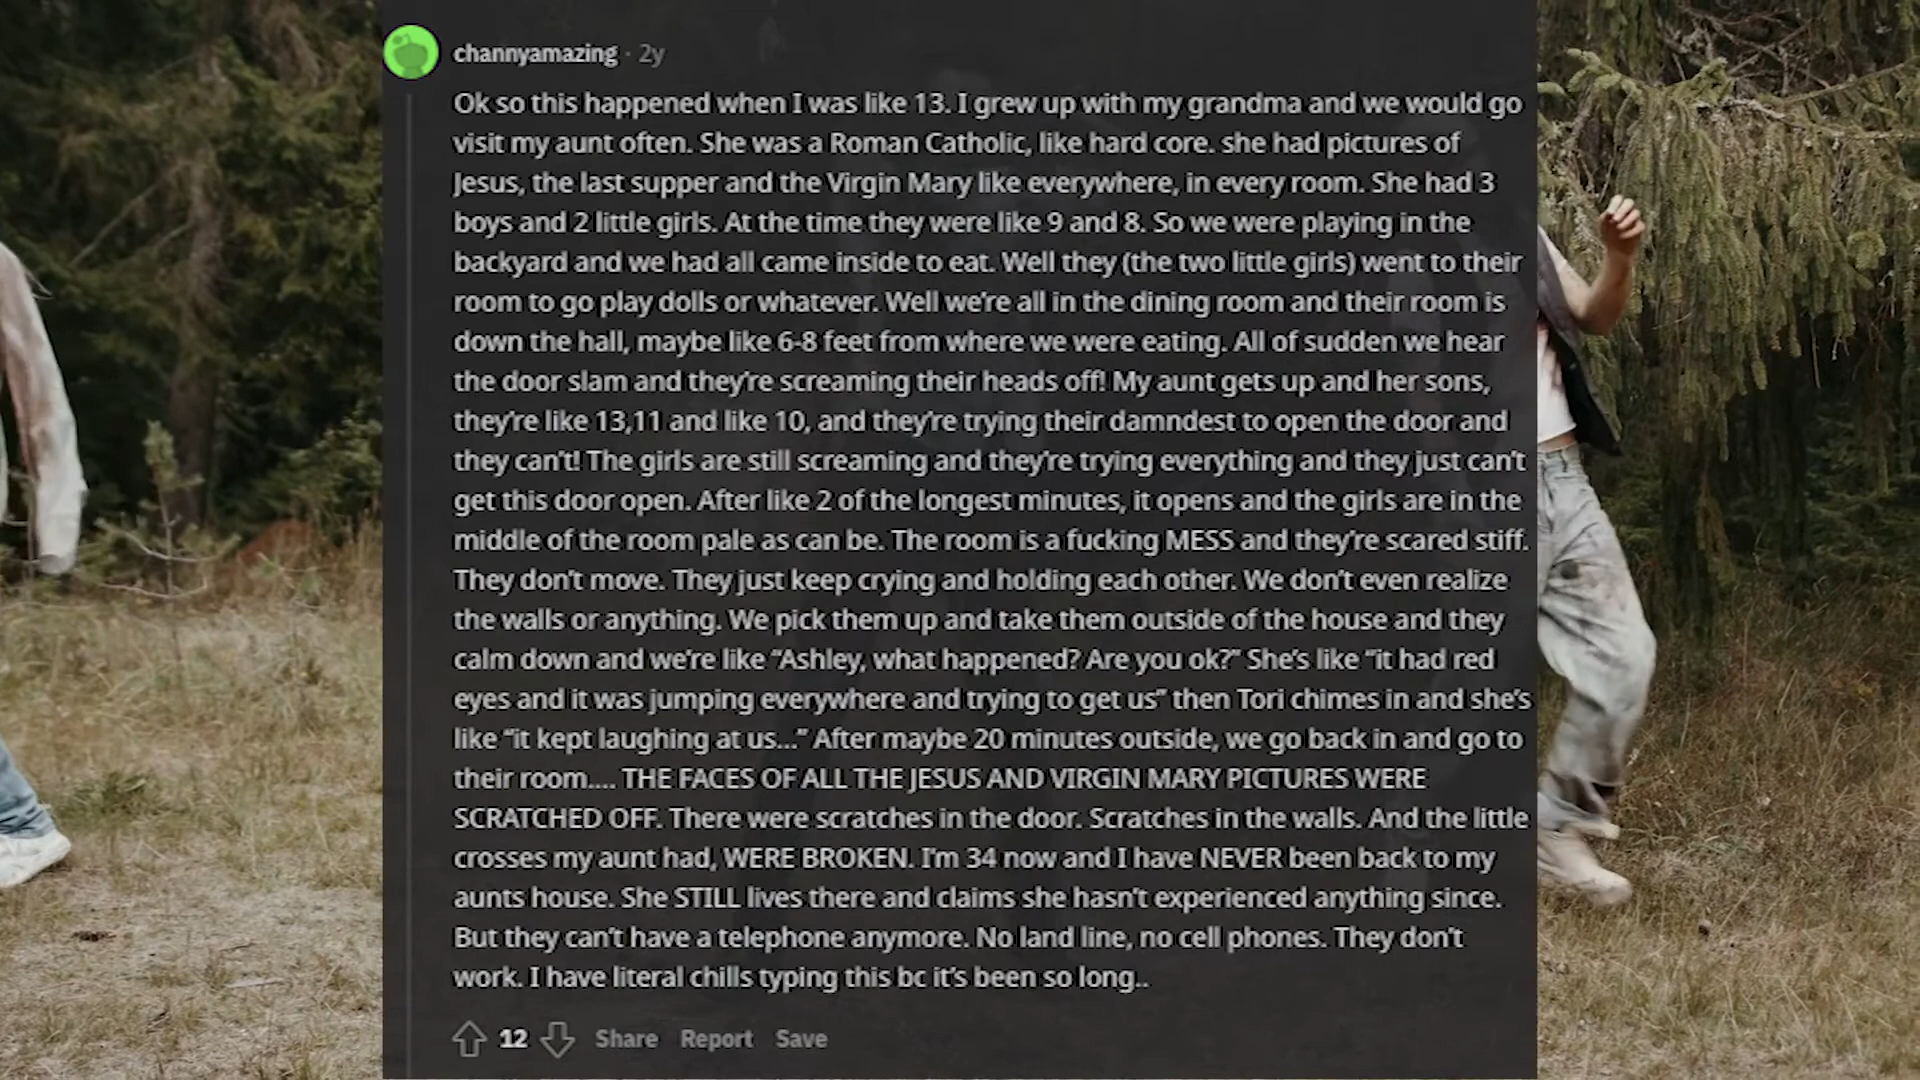 channyamazing · 2y
Ok so this happened when I was like 13. I grew up with my grandma and we would go
visit my aunt often. She was a Roman Catholic, like hard core. she had pictures of
Jesus, the last supper and the Virgin Mary like everywhere, in every room. She had 3
boys and 2 little girls. At the time they were like 9 and 8. So we were playing in the
backyard and we had all came inside to eat. Well they (the two little girls) went to their
room to go play dolls or whatever. Well we're all in the dining room and their room is
down the hall, maybe like 6-8 feet from where we were eating. All of sudden we hear
the door slam and they're screaming their heads off! My aunt gets up and her sons,
they're like 13,11 and like 10, and they're trying their damndest to open the door and
they can't! The girls are still screaming and they're trying everything and they just can't
get this door open. After like 2 of the longest minutes, it opens and the girls are in the
middle of the room pale as can be. The room is a fucking MESS and they're scared stiff.
They don't move. They just keep crying and holding each other. We don't even realize
the walls or anything. We pick them up and take them outside of the house and they
calm down and we're like “Ashley, what happened? Are you ok?” She's like “it had red
eyes and it was jumping everywhere and trying to get us” then Tori chimes in and she's
like “it kept laughing at us...” After maybe 20 minutes outside, we go back in and go to
their room.... THE FACES OF ALL THE JESUS AND VIRGIN MARY PICTURES WERE
SCRATCHED OFF. There were scratches in the door. Scratches in the walls. And the little
crosses my aunt had, WERE BROKEN. I'm 34 now and I have NEVER been back to my
aunts house. She STILL lives there and claims she hasn't experienced anything since.
But they can't have a telephone anymore. No land line, no cell phones. They don't
work. I have literal chills typing this bc it's been so long..
12 Share Report Save